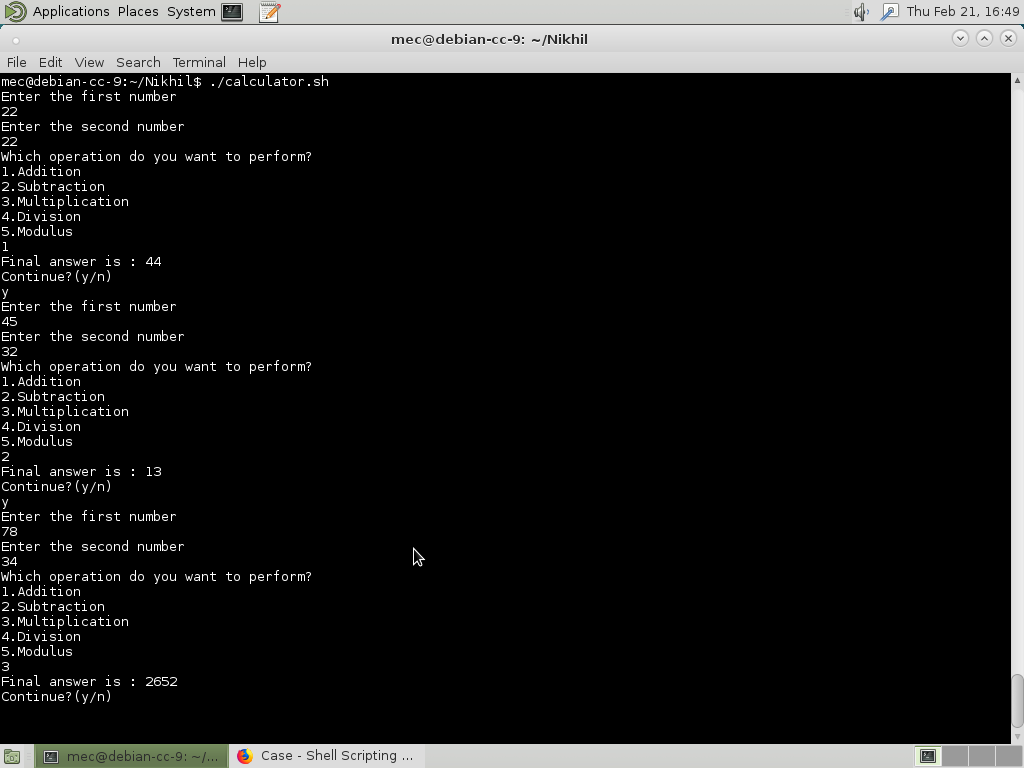 Applications Places System Thu Feb 21, 16:49
mec@debian-cc-9: ~/Nikhil
File Edit View Search Terminal Help
mec@debian-cc-9:~/Nikhil$ ./calculator.sh
Enter the first number
22
Enter the second number
22
Which operation do you want to perform?
1.Addition
2.Subtraction
3.Multiplication
4.Division
5.Modulus
1
Final answer is : 44
Continue?(y/n)
y
Enter the first number
45
Enter the second number
32
Which operation do you want to perform?
1.Addition
2.Subtraction
3.Multiplication
4.Division
5.Modulus
2
Final answer is : 13
Continue?(y/n)
y
Enter the first number
78
Enter the second number
34
Which operation do you want to perform?
1.Addition
2.Subtraction
3.Multiplication
4.Division
5.Modulus
3
Final answer is : 2652
Continue?(y/n)
mec@debian-cc-9: ~/... Case - Shell Scripting ...